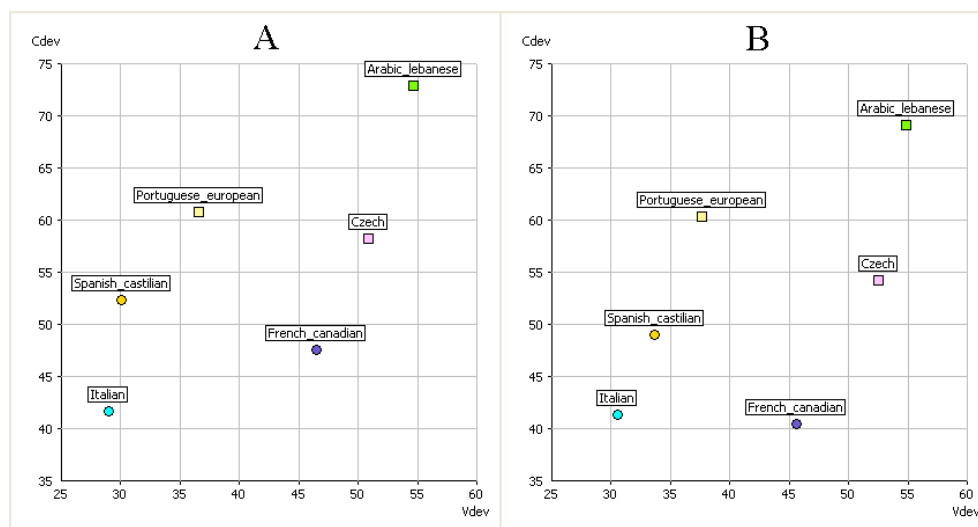 A
Cdev
75
70
65
60
55
50
45
40
35
25 30 35 40 45 50 55 60
Vdev
Arabic_lebanese
Portuguese_european
Czech
Spanish_castilian
French_canadian
Italian
B
Cdev
75
70
65
60
55
50
45
40
35
25 30 35 40 45 50 55 60
Vdev
Arabic_lebanese
Portuguese_european
Czech
Spanish_castilian
Italian
French_canadian